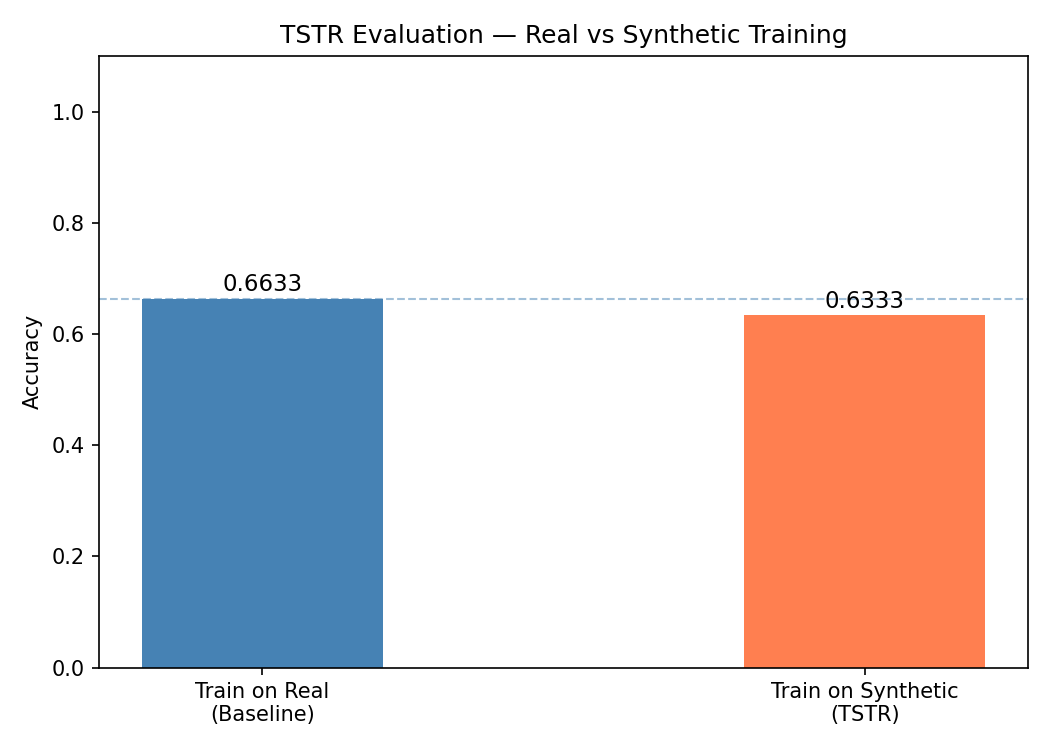 TSTR Evaluation — Real vs Synthetic Training
Accuracy
1.0
0.8
0.6
0.4
0.2
0.0
0.6633
0.6333
Train on Real
(Baseline)
Train on Synthetic
(TSTR)